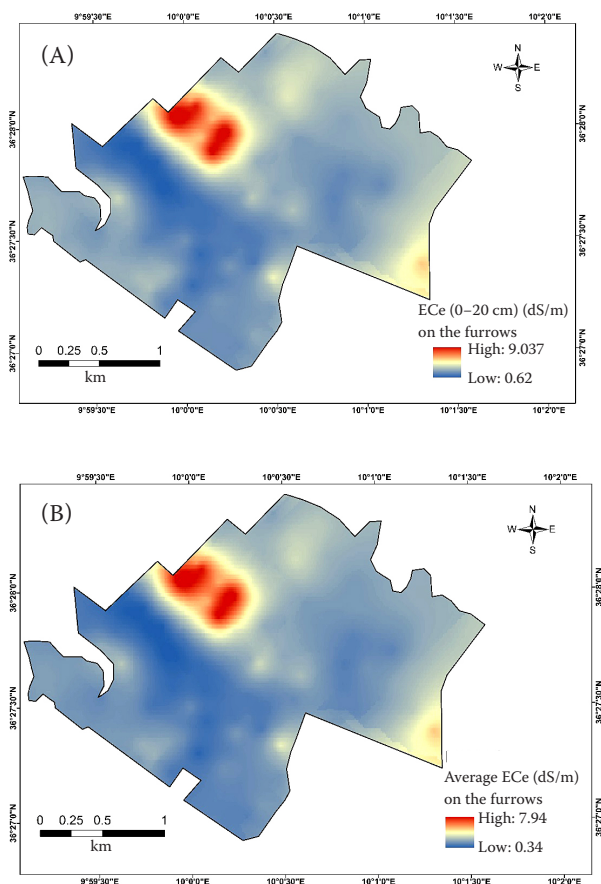 9°59'30"E 10°0'0"E 10°0'30"E 10°1'0"E 10°1'30"E 10°2'0"E
(A)
N
W E
S
36°28'0"N 36°28'0"N
36°27'30"N 36°27'30"N
36°27'0"N 36°27'0"N
ECe (0–20 cm) (dS/m)
on the furrows
High: 9.037
Low: 0.62
0 0.25 0.5 1
km
9°59'30"E 10°0'0"E 10°0'30"E 10°1'0"E 10°1'30"E 10°2'0"E
9°59'30"E 10°0'0"E 10°0'30"E 10°1'0"E 10°1'30"E 10°2'0"E
(B)
N
W E
S
36°28'0"N 36°28'0"N
36°27'30"N 36°27'30"N
36°27'0"N 36°27'0"N
Average ECe (dS/m)
on the furrows
High: 7.94
Low: 0.34
0 0.25 0.5 1
km
9°59'30"E 10°0'0"E 10°0'30"E 10°1'0"E 10°1'30"E 10°2'0"E